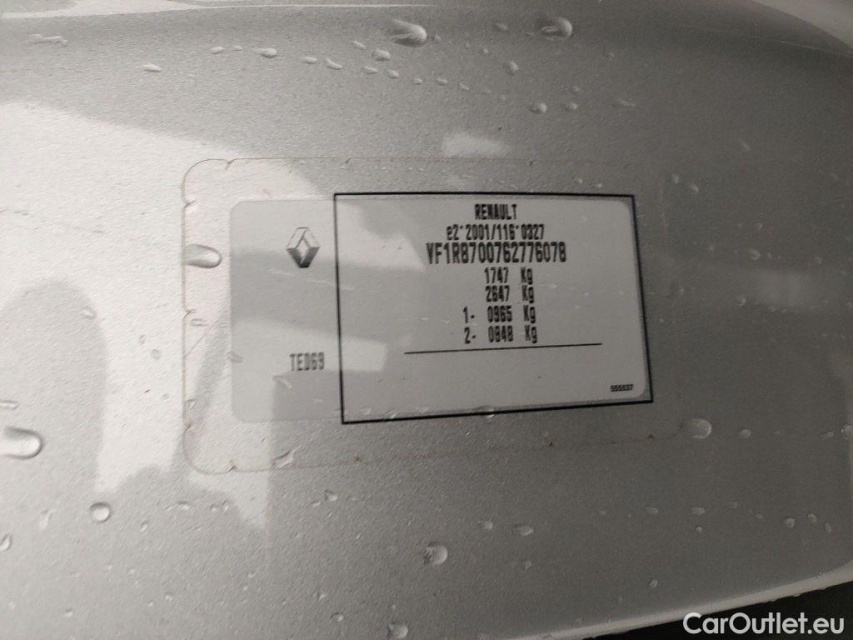 RENAULT
e2*2001/116*0327
VF1R8700762776078
1747 Kg
2647 Kg
1- 0965 Kg
2- 0848 Kg
TED69
555537
CarOutlet.eu